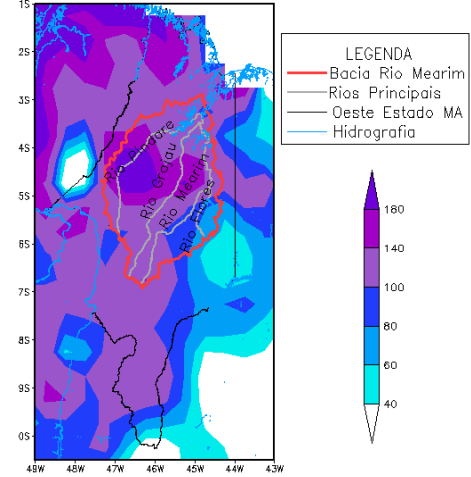 1S
2S
3S
4S
5S
6S
7S
8S
9S
0S
49W 48W 47W 46W 45W 44W 43W
Rio Pindare
Rio Grajau
Rio Mearim
Rio Flores
LEGENDA
Bacia Rio Mearim
Rios Principais
Oeste Estado MA
Hidrografia
180
140
100
80
60
40